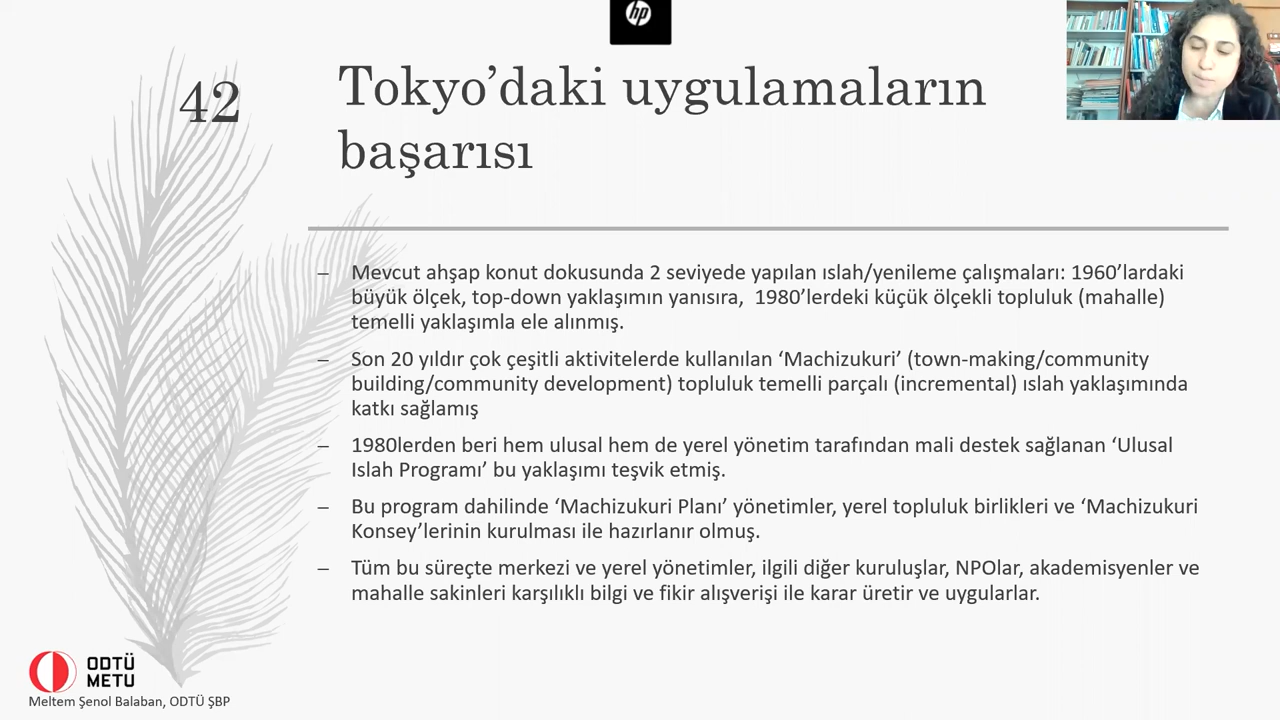 hp
42
Tokyo’daki uygulamaların
başarısı
– Mevcut ahşap konut dokusunda 2 seviyede yapılan ıslah/yenileme çalışmaları: 1960’lardaki
büyük ölçek, top-down yaklaşımın yanısıra, 1980’lerdeki küçük ölçekli topluluk (mahalle)
temelli yaklaşımla ele alınmış.
– Son 20 yıldır çok çeşitli aktivitelerde kullanılan ‘Machizukuri’ (town-making/community
building/community development) topluluk temelli parçalı (incremental) ıslah yaklaşımında
katkı sağlamış
– 1980lerden beri hem ulusal hem de yerel yönetim tarafından mali destek sağlanan ‘Ulusal
Islah Programı’ bu yaklaşımı teşvik etmiş.
– Bu program dahilinde ‘Machizukuri Planı’ yönetimler, yerel topluluk birlikleri ve ‘Machizukuri
Konsey’lerinin kurulması ile hazırlanır olmuş.
– Tüm bu süreçte merkezi ve yerel yönetimler, ilgili diğer kuruluşlar, NPOlar, akademisyenler ve
mahalle sakinleri karşılıklı bilgi ve fikir alışverişi ile karar üretir ve uygularlar.
ODTÜ
METU
Meltem Şenol Balaban, ODTÜ ŞBP